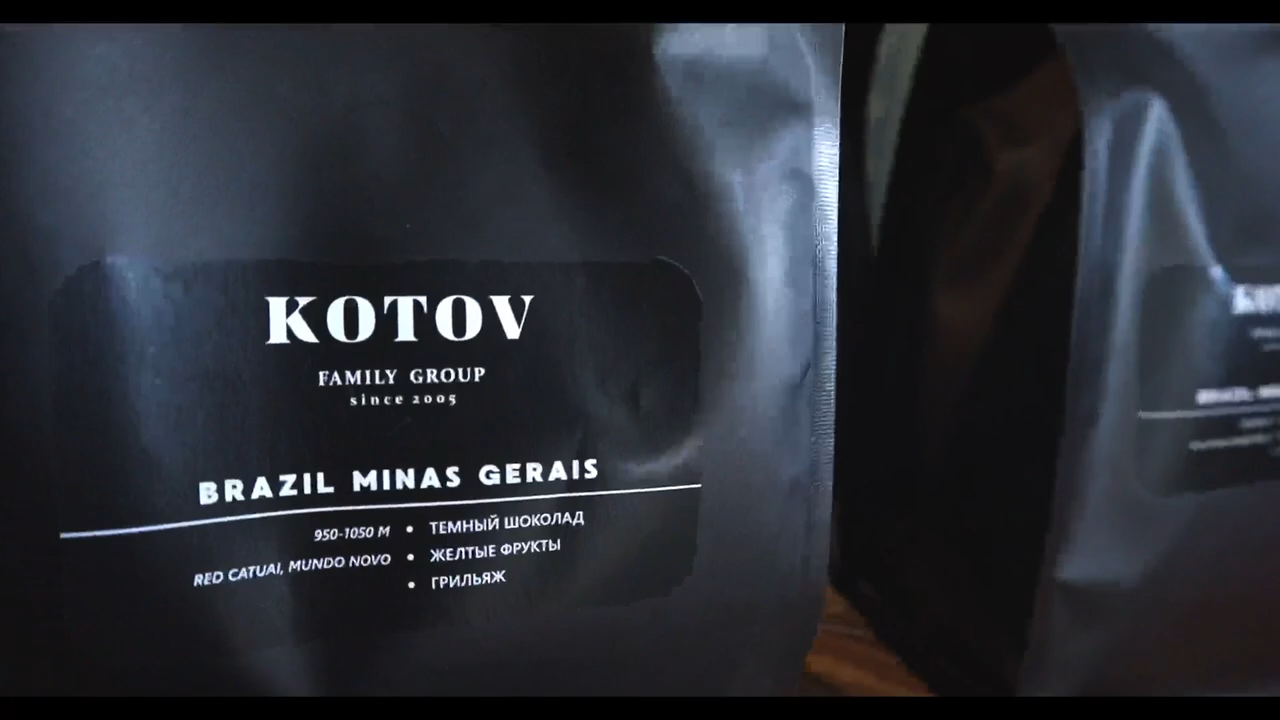 KOTOV
FAMILY GROUP
since 2005
BRAZIL MINAS GERAIS
950-1050 М
RED CATUAI, MUNDO NOVO
ТЕМНЫЙ ШОКОЛАД
ЖЕЛТЫЕ ФРУКТЫ
ГРИЛЬЯЖ